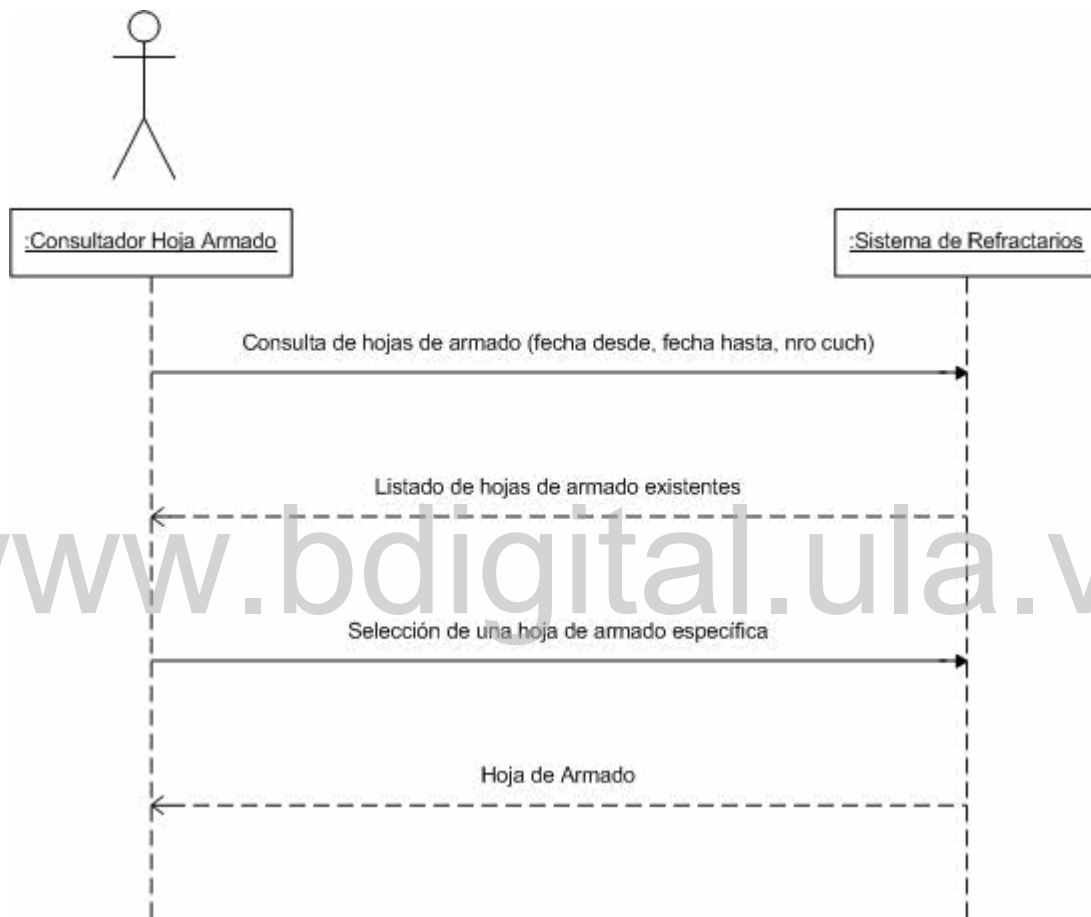 :Consultador Hoja Armado
:Sistema de Refractarios
Consulta de hojas de armado (fecha desde, fecha hasta, nro cuch)
Listado de hojas de armado existentes
www.bdigital.ula.v
Selección de una hoja de armado específica
Hoja de Armado